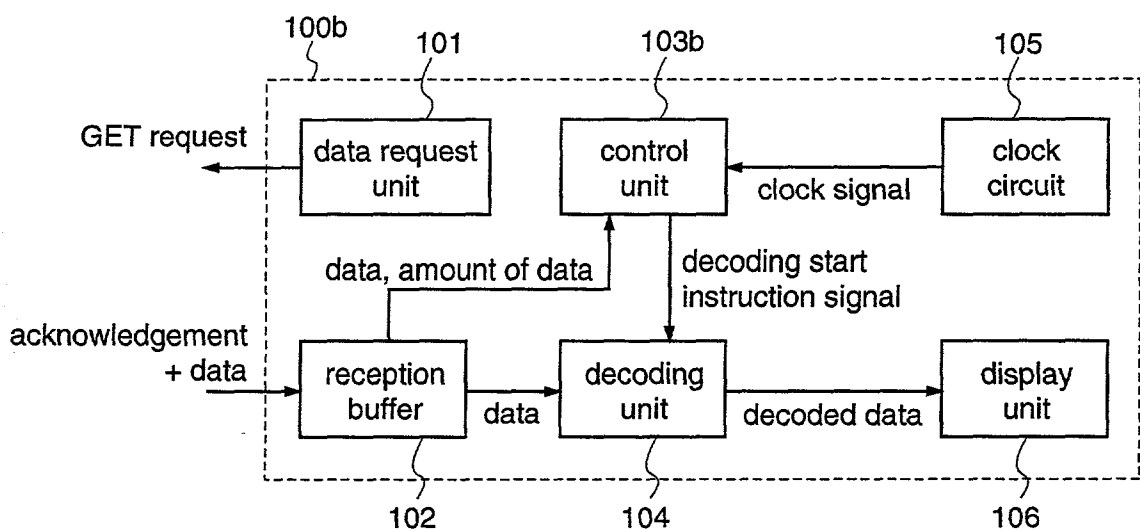 100b
101
103b
105
GET request
data request
unit
control
unit
clock
circuit
clock signal
data, amount of data
decoding start
instruction signal
acknowledgement
+ data
reception
buffer
data
decoding
unit
decoded data
display
unit
102
104
106